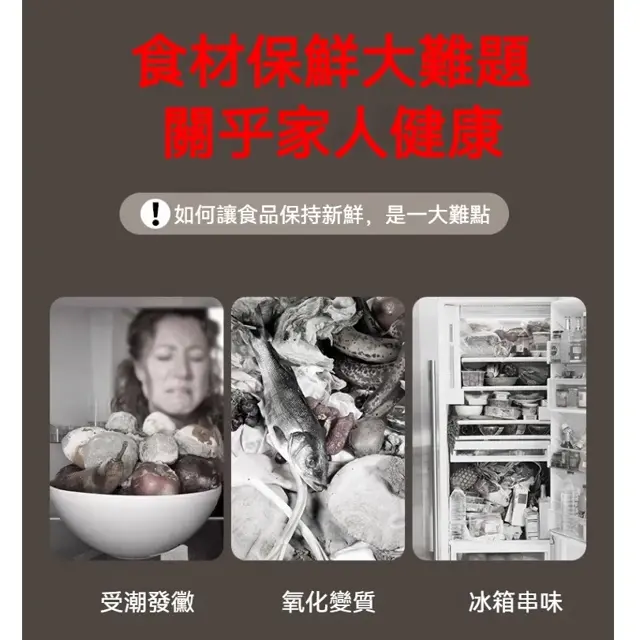 食材保鮮大難題
關乎家人健康
! 如何讓食品保持新鮮，是一大難點
受潮發黴
氧化變質
冰箱串味